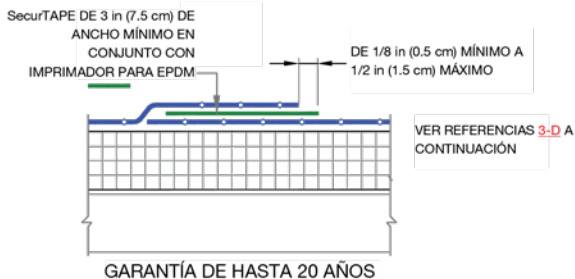 SecurTAPE DE 3 in (7.5 cm) DE
ANCHO MÍNIMO EN
CONJUNTO CON
IMPRIMADOR PARA EPDM
DE 1/8 in (0.5 cm) MÍNIMO A
1/2 in (1.5 cm) MÁXIMO
VER REFERENCIAS 3-D A
CONTINUACIÓN
GARANTÍA DE HASTA 20 AÑOS